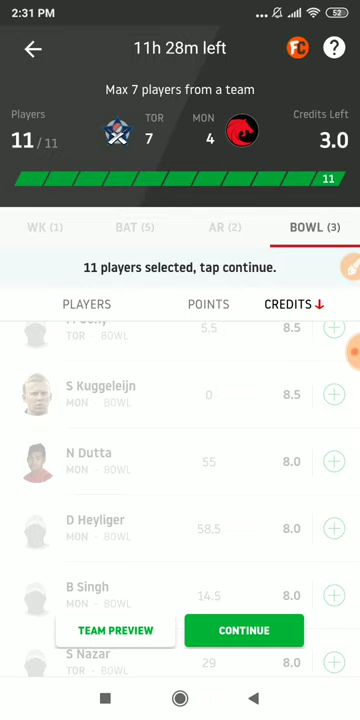 2:31 PM
52
11h 28m left
FC
?
Max 7 players from a team
Players
TOR
MON
Credits Left
11 / 11
7
4
3.0
11
WK (1)
BAT (5)
AR (2)
BOWL (3)
11 players selected, tap continue.
PLAYERS
POINTS
CREDITS
5.5
8.5
TOR - BOWL
S Kuggeleijn
MON - BOWL
0
8.5
N Dutta
MON - BOWL
55
8.0
D Heyliger
MON - BOWL
58.5
8.0
B Singh
MON - BOWL
14.5
8.0
TEAM PREVIEW
CONTINUE
S Nazar
29
8.0